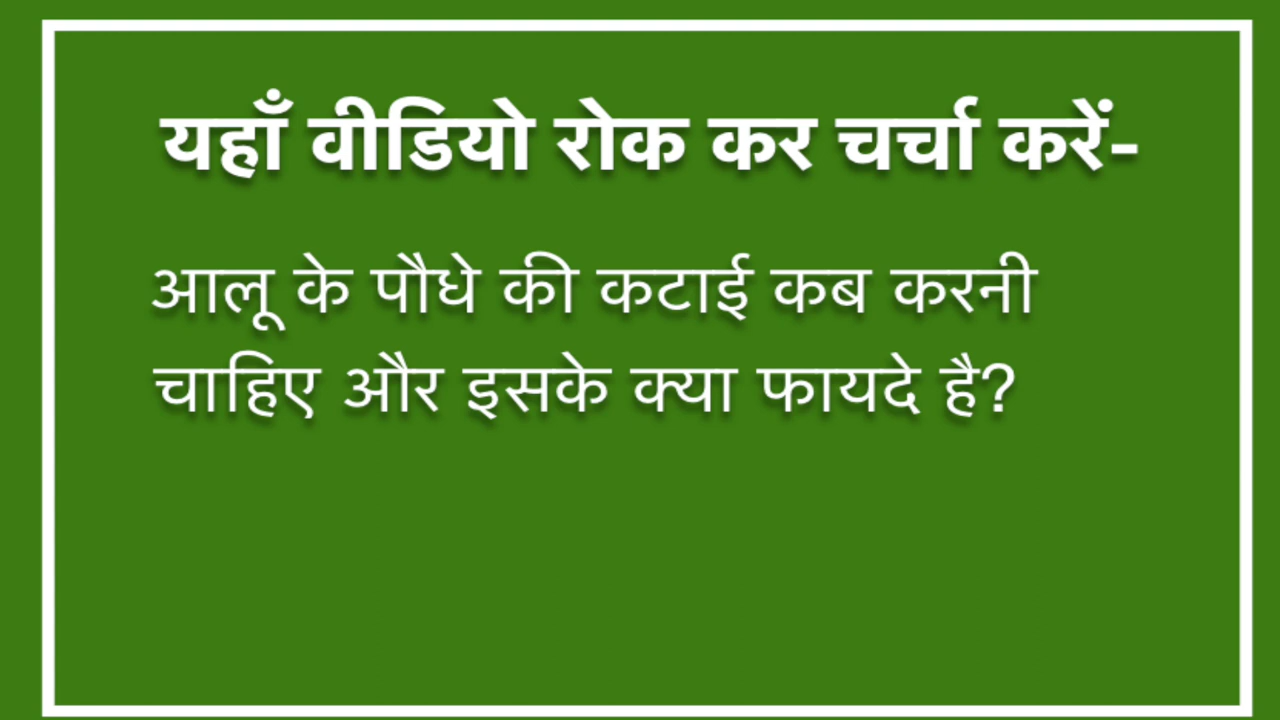 यहाँ वीडियो रोक कर चर्चा करें-
आलू के पौधे की कटाई कब करनी
चाहिए और इसके क्या फायदे है?